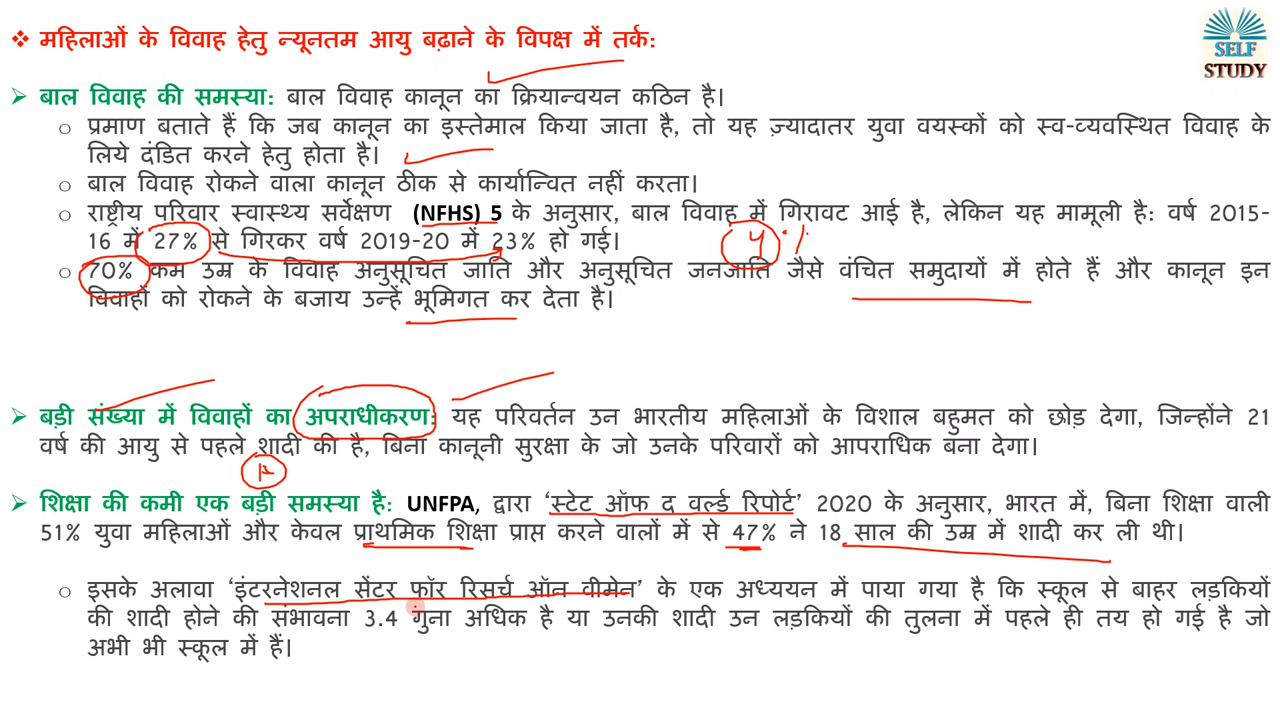 ❖ महिलाओं के विवाह हेतु न्यूनतम आयु बढ़ाने के विपक्ष में तर्क:
SELF
STUDY
➢ बाल विवाह की समस्या: बाल विवाह कानून का क्रियान्वयन कठिन है।
o प्रमाण बताते हैं कि जब कानून का इस्तेमाल किया जाता है, तो यह ज़्यादातर युवा वयस्कों को स्व-व्यवस्थित विवाह के
लिये दंडित करने हेतु होता है।
o बाल विवाह रोकने वाला कानून ठीक से कार्यान्वित नहीं करता।
o राष्ट्रीय परिवार स्वास्थ्य सर्वेक्षण (NFHS) 5 के अनुसार, बाल विवाह में गिरावट आई है, लेकिन यह मामूली है: वर्ष 2015-
16 में 27% से गिरकर वर्ष 2019-20 में 23% हो गई।
4 %
o 70% कम उम्र के विवाह अनुसूचित जाति और अनुसूचित जनजाति जैसे वंचित समुदायों में होते हैं और कानून इन
विवाहों को रोकने के बजाय उन्हें भूमिगत कर देता है।
➢ बड़ी संख्या में विवाहों का अपराधीकरण: यह परिवर्तन उन भारतीय महिलाओं के विशाल बहुमत को छोड़ देगा, जिन्होंने 21
वर्ष की आयु से पहले शादी की है, बिना कानूनी सुरक्षा के जो उनके परिवारों को आपराधिक बना देगा।
➢ शिक्षा की कमी एक बड़ी समस्या है: UNFPA, द्वारा ‘स्टेट ऑफ द वर्ल्ड रिपोर्ट’ 2020 के अनुसार, भारत में, बिना शिक्षा वाली
51% युवा महिलाओं और केवल प्राथमिक शिक्षा प्राप्त करने वालों में से 47% ने 18 साल की उम्र में शादी कर ली थी।
o इसके अलावा ‘इंटरनेशनल सेंटर फॉर रिसर्च ऑन वीमेन’ के एक अध्ययन में पाया गया है कि स्कूल से बाहर लड़कियों
की शादी होने की संभावना 3.4 गुना अधिक है या उनकी शादी उन लड़कियों की तुलना में पहले ही तय हो गई है जो
अभी भी स्कूल में हैं।